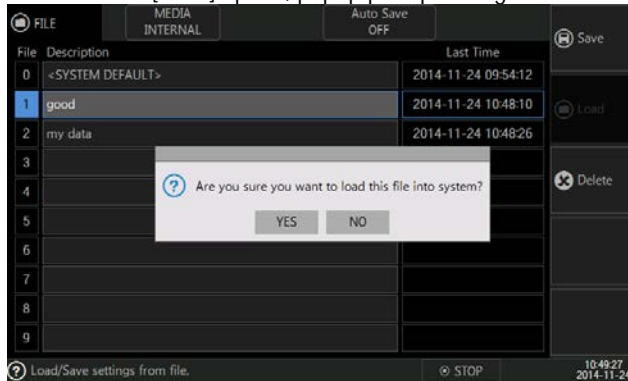 FILE
MEDIA
INTERNAL
Auto Save
OFF
Save
File Description Last Time
0 <SYSTEM DEFAULT> 2014-11-24 09:54:12
1 good 2014-11-24 10:48:10
Load
2 my data 2014-11-24 10:48:26
3
Are you sure you want to load this file into system?
Delete
4
YES NO
5
6
7
8
9
Load/Save settings from file.
STOP
10:49:27
2014-11-24